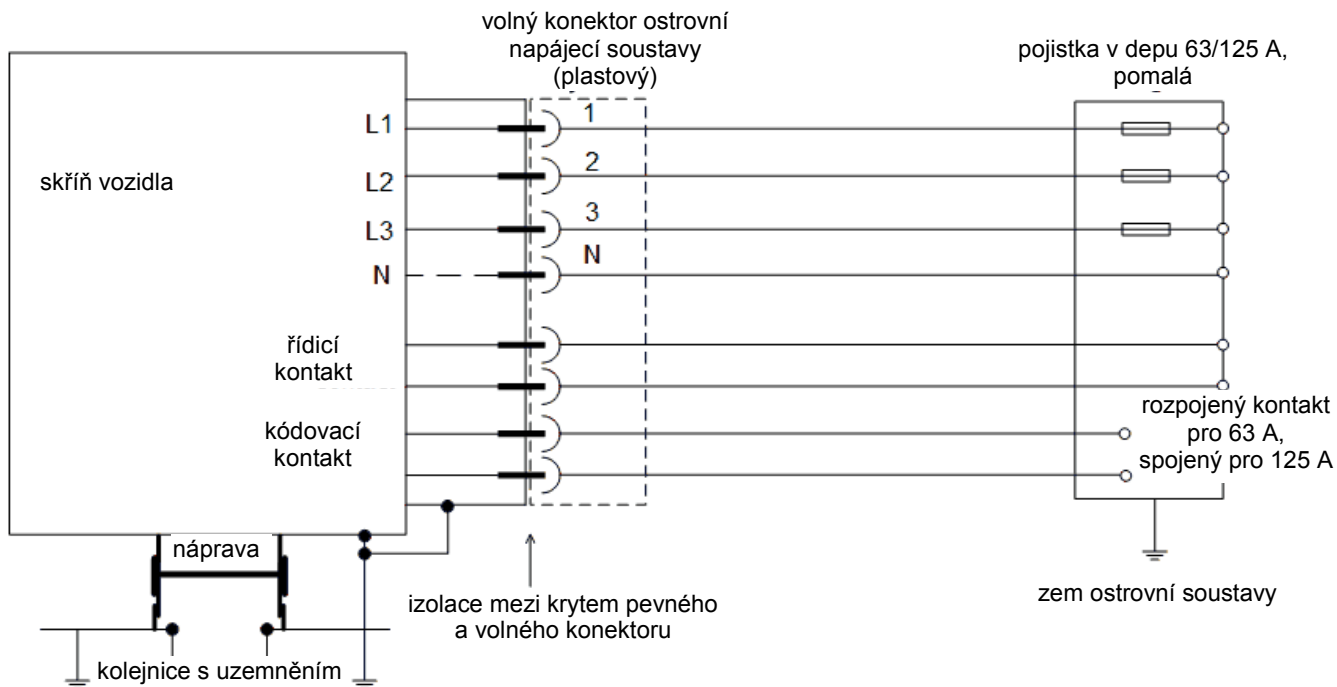 volný konektor ostrovní
napájecí soustavy
(plastový)
pojistka v depu 63/125 A,
pomalá
skříň vozidla
L1
L2
L3
N
1
2
3
N
řídicí
kontakt
kódovací
kontakt
rozpojený kontakt
pro 63 A,
spojený pro 125 A
náprava
izolace mezi krytem pevného
a volného konektoru
zem ostrovní soustavy
kolejnice s uzemněním